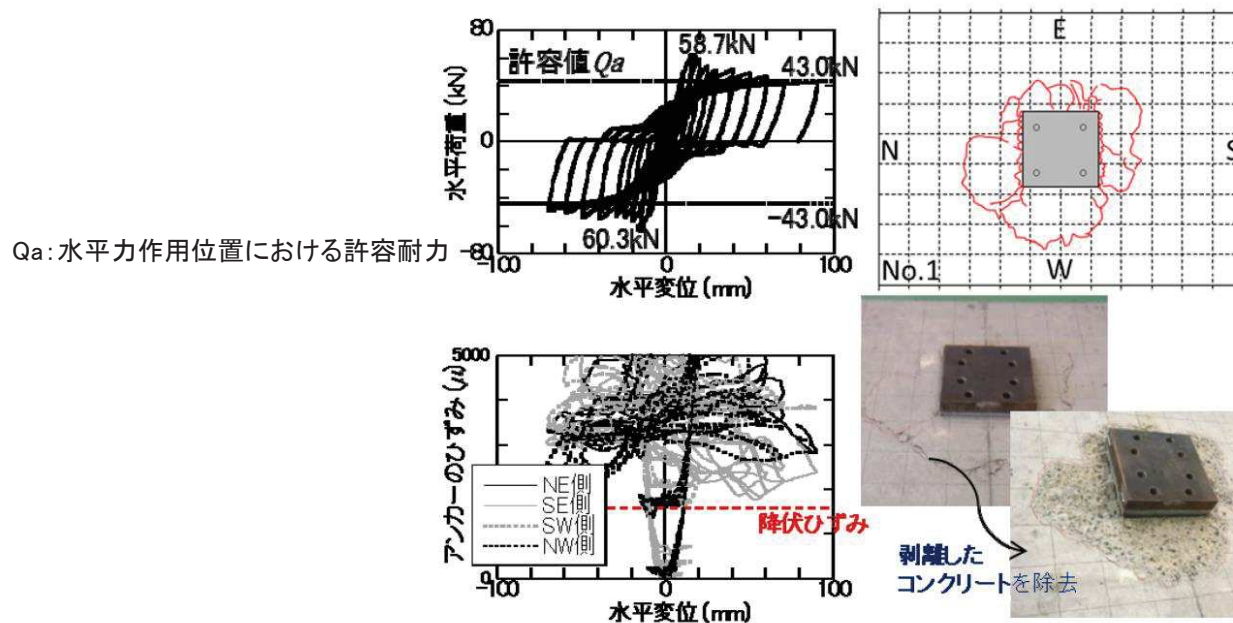 Qa:水平力作用位置における許容耐力
80
許容値Qa
58.7kN
43.0kN
水平荷重 (kN)
0
-43.0kN
60.3kN
-80
-100
0
100
水平変位 (mm)
E
N
S
No.1
W
5000
アンカーのひずみ (μ)
NE側
SE側
SW側
NW側
降伏ひずみ
0
-100
0
100
水平変位 (mm)
剥離した
コンクリートを除去